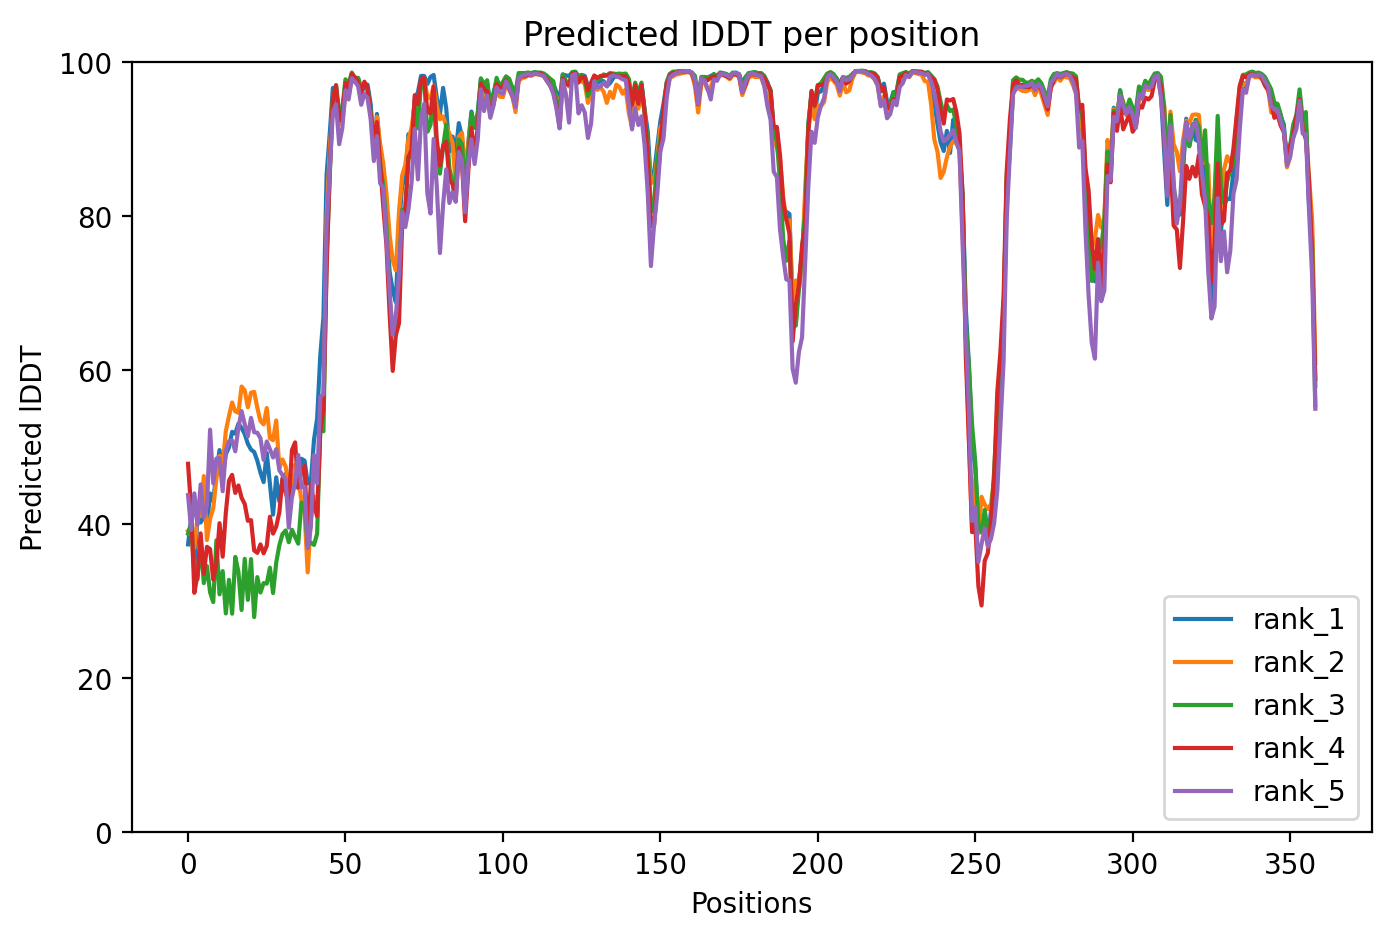 Predicted lDDT per position
100
80
60
40
20
0
Predicted lDDT
0 50 100 150 200 250 300 350
Positions
rank_1
rank_2
rank_3
rank_4
rank_5